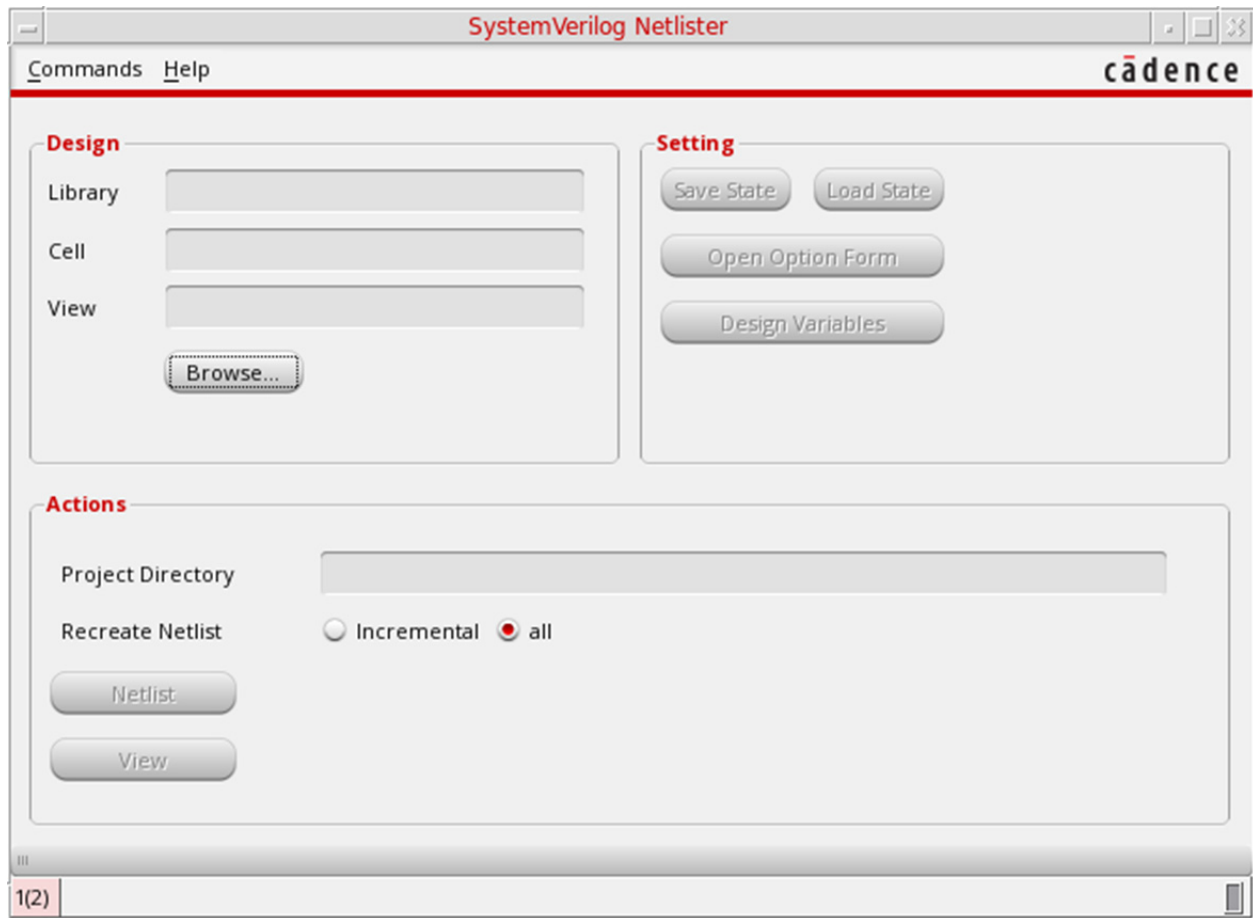 SystemVerilog Netlister
Commands Help
cādence
Design
Library
Cell
View
Browse...
Setting
Save State Load State
Open Option Form
Design Variables
Actions
Project Directory
Recreate Netlist Incremental all
Netlist
View
1(2)